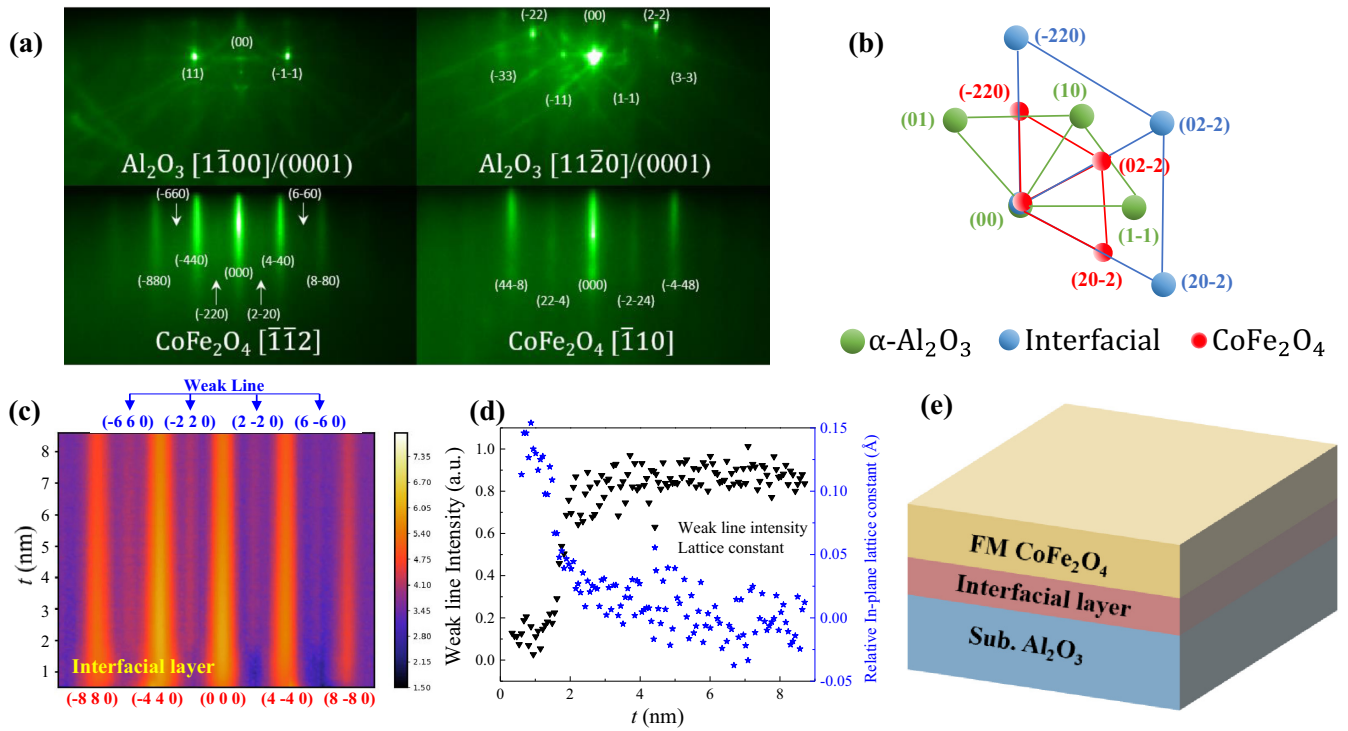 (a)
(00)
(11)
(-1-1)
Al₂O₃ [11̅00]/(0001)
(-22)
(00)
(2-2)
(-33)
(-11)
(1-1)
(3-3)
Al₂O₃ [112̅0]/(0001)
(-660)
(6-60)
(-880)
(-440)
(000)
(4-40)
(8-80)
(-220)
(2-20)
CoFe₂O₄ [1̅1̅2]
(44-8)
(22-4)
(000)
(-2-24)
(-4-48)
CoFe₂O₄ [1̅10]
(b)
(-220)
(-220)
(10)
(01)
(02-2)
(02-2)
(00)
(1-1)
(20-2)
(20-2)
α-Al₂O₃
Interfacial
CoFe₂O₄
(c)
Weak Line
(-6 6 0) (-2 2 0) (2 -2 0) (6 -6 0)
t (nm)
8
7
6
5
4
3
2
1
Interfacial layer
(-8 8 0) (-4 4 0) (0 0 0) (4 -4 0) (8 -8 0)
7.35
6.70
6.05
5.40
4.75
4.10
3.45
2.80
2.15
1.50
(d)
Weak line Intensity (a.u.)
1.0
0.8
0.6
0.4
0.2
0.0
0 2 4 6 8
t (nm)
Weak line intensity
Lattice constant
0.15
0.10
0.05
0.00
-0.05
Relative In-plane lattice constant (Å)
(e)
FM CoFe₂O₄
Interfacial layer
Sub. Al₂O₃